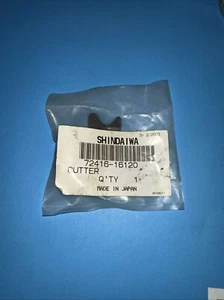 SHINDAIWA
72416-16120
CUTTER
Q'TY 1-
MADE IN JAPAN